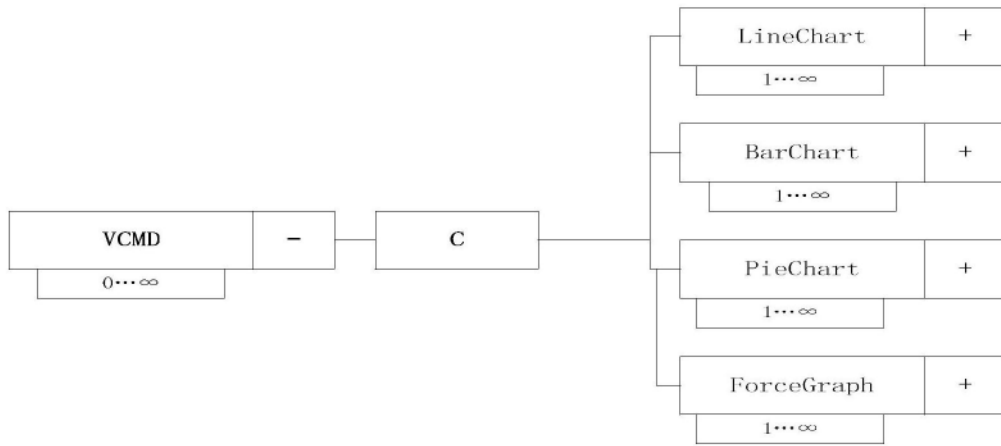 LineChart +
1…∞
BarChart +
1…∞
VCMD − C
0…∞
PieChart +
1…∞
ForceGraph +
1…∞